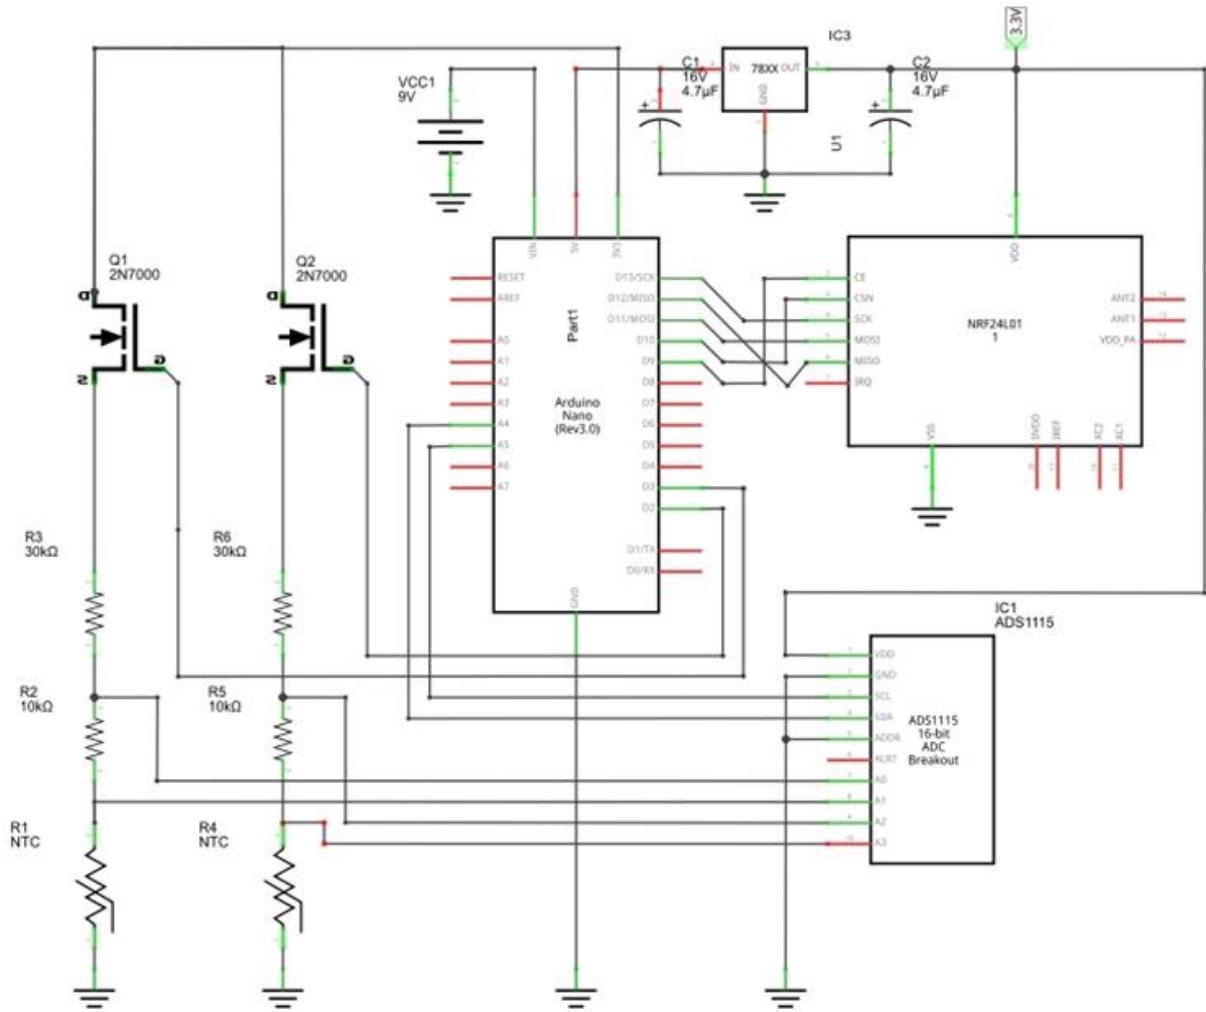 3.3V
IC3
C1
16V
4.7µF
IN
78XX
OUT
GND
C2
16V
4.7µF
U1
VCC1
9V
Q1
2N7000
D
S
G
Q2
2N7000
D
S
G
VIN
5V
3V3
RESET
AREF
A0
A1
A2
A3
A4
A5
A6
A7
Part1
Arduino
Nano
(Rev3.0)
D13/SCK
D12/MISO
D11/MOSI
D10
D9
D8
D7
D6
D5
D4
D3
D2
D1/TX
D0/RX
GND
VDD
CE
CSN
SCK
MOSI
MISO
IRQ
NRF24L01
1
ANT2
ANT1
VDD_PA
VSS
DVDD
IREF
XC2
XC1
R3
30kΩ
R6
30kΩ
R2
10kΩ
R5
10kΩ
R1
NTC
R4
NTC
IC1
ADS1115
VDD
GND
SCL
SDA
ADDR
ALRT
A0
A1
A2
A3
ADS1115
16-bit
ADC
Breakout